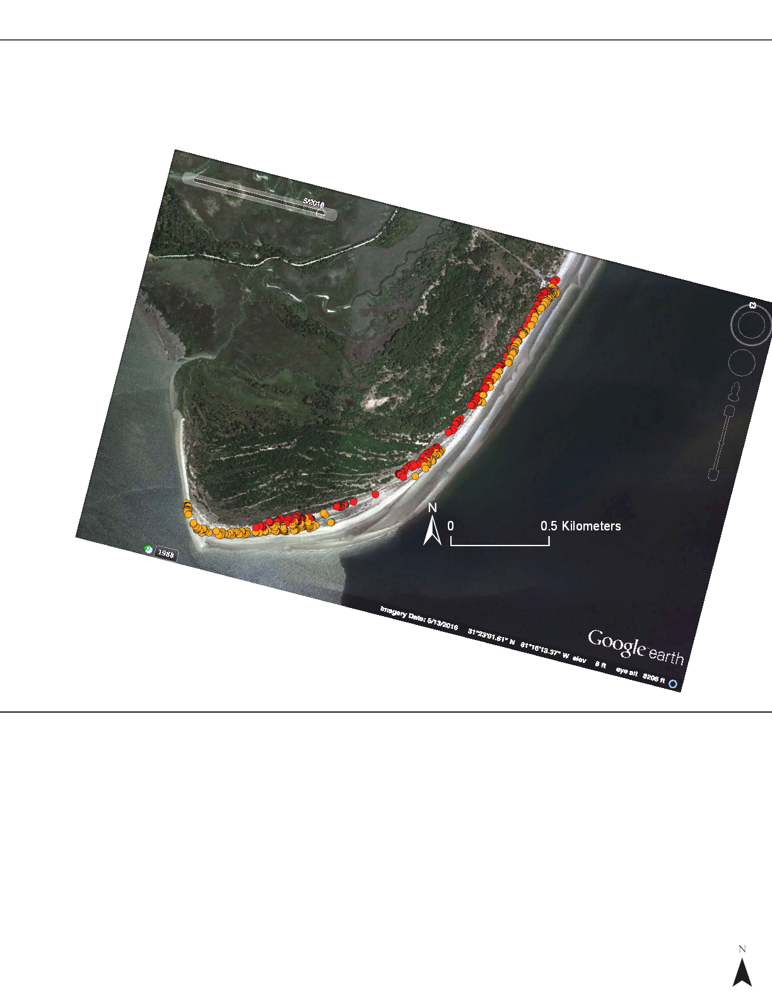 5/2018
N
N
0 0.5 Kilometers
1988
Imagery Date: 5/13/2016 31°23'01.61" N 81°16'13.37" W elev 8 ft eye alt 8206 ft
Google earth
N